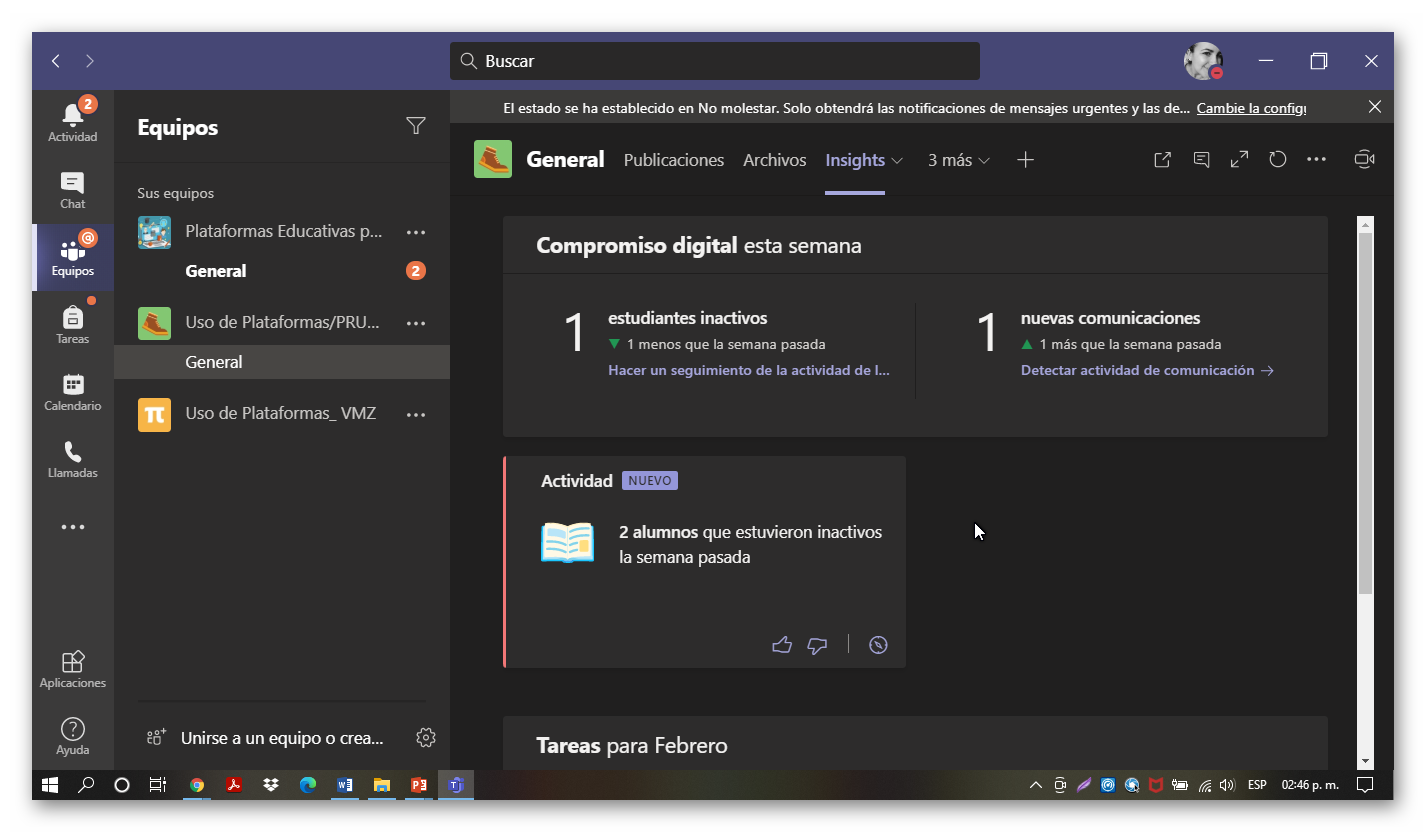 Buscar
El estado se ha establecido en No molestar. Solo obtendrá las notificaciones de mensajes urgentes y las de... Cambie la configu
2
Actividad
Chat
@
Equipos
Tareas
Calendario
Llamadas
Aplicaciones
Ayuda
Equipos
Sus equipos
Plataformas Educativas p...
General
2
Uso de Plataformas/PRU...
General
π
Uso de Plataformas_ VMZ
Unirse a un equipo o crea...
General
Publicaciones
Archivos
Insights
3 más
Compromiso digital esta semana
1
estudiantes inactivos
1 menos que la semana pasada
Hacer un seguimiento de la actividad de l...
1
nuevas comunicaciones
1 más que la semana pasada
Detectar actividad de comunicación
Actividad NUEVO
2 alumnos que estuvieron inactivos
la semana pasada
Tareas para Febrero
ESP
02:46 p. m.